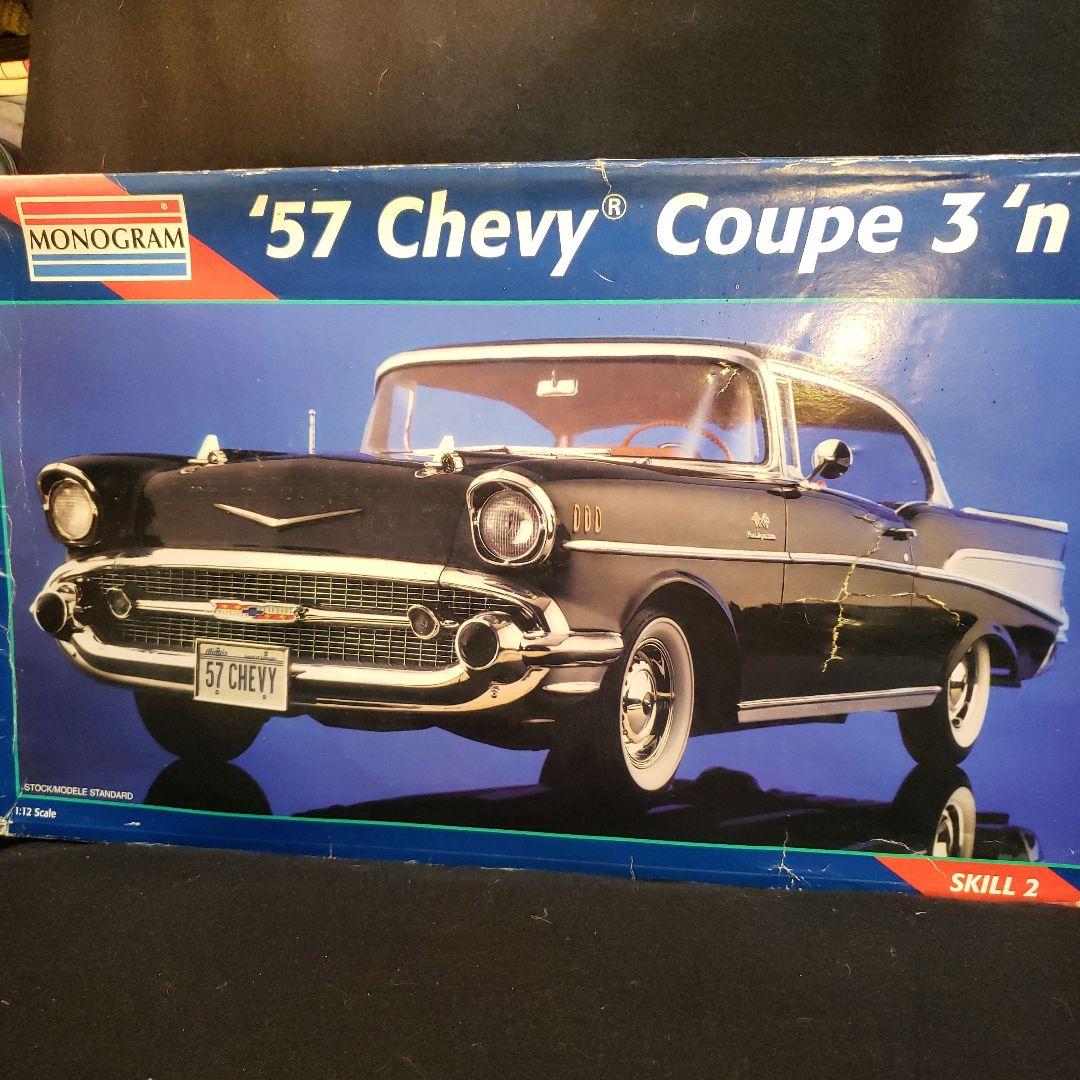 MONOGRAM
'57 Chevy® Coupe 3 'n
57 CHEVY
STOCK/MODELE STANDARD
1:12 Scale
SKILL 2